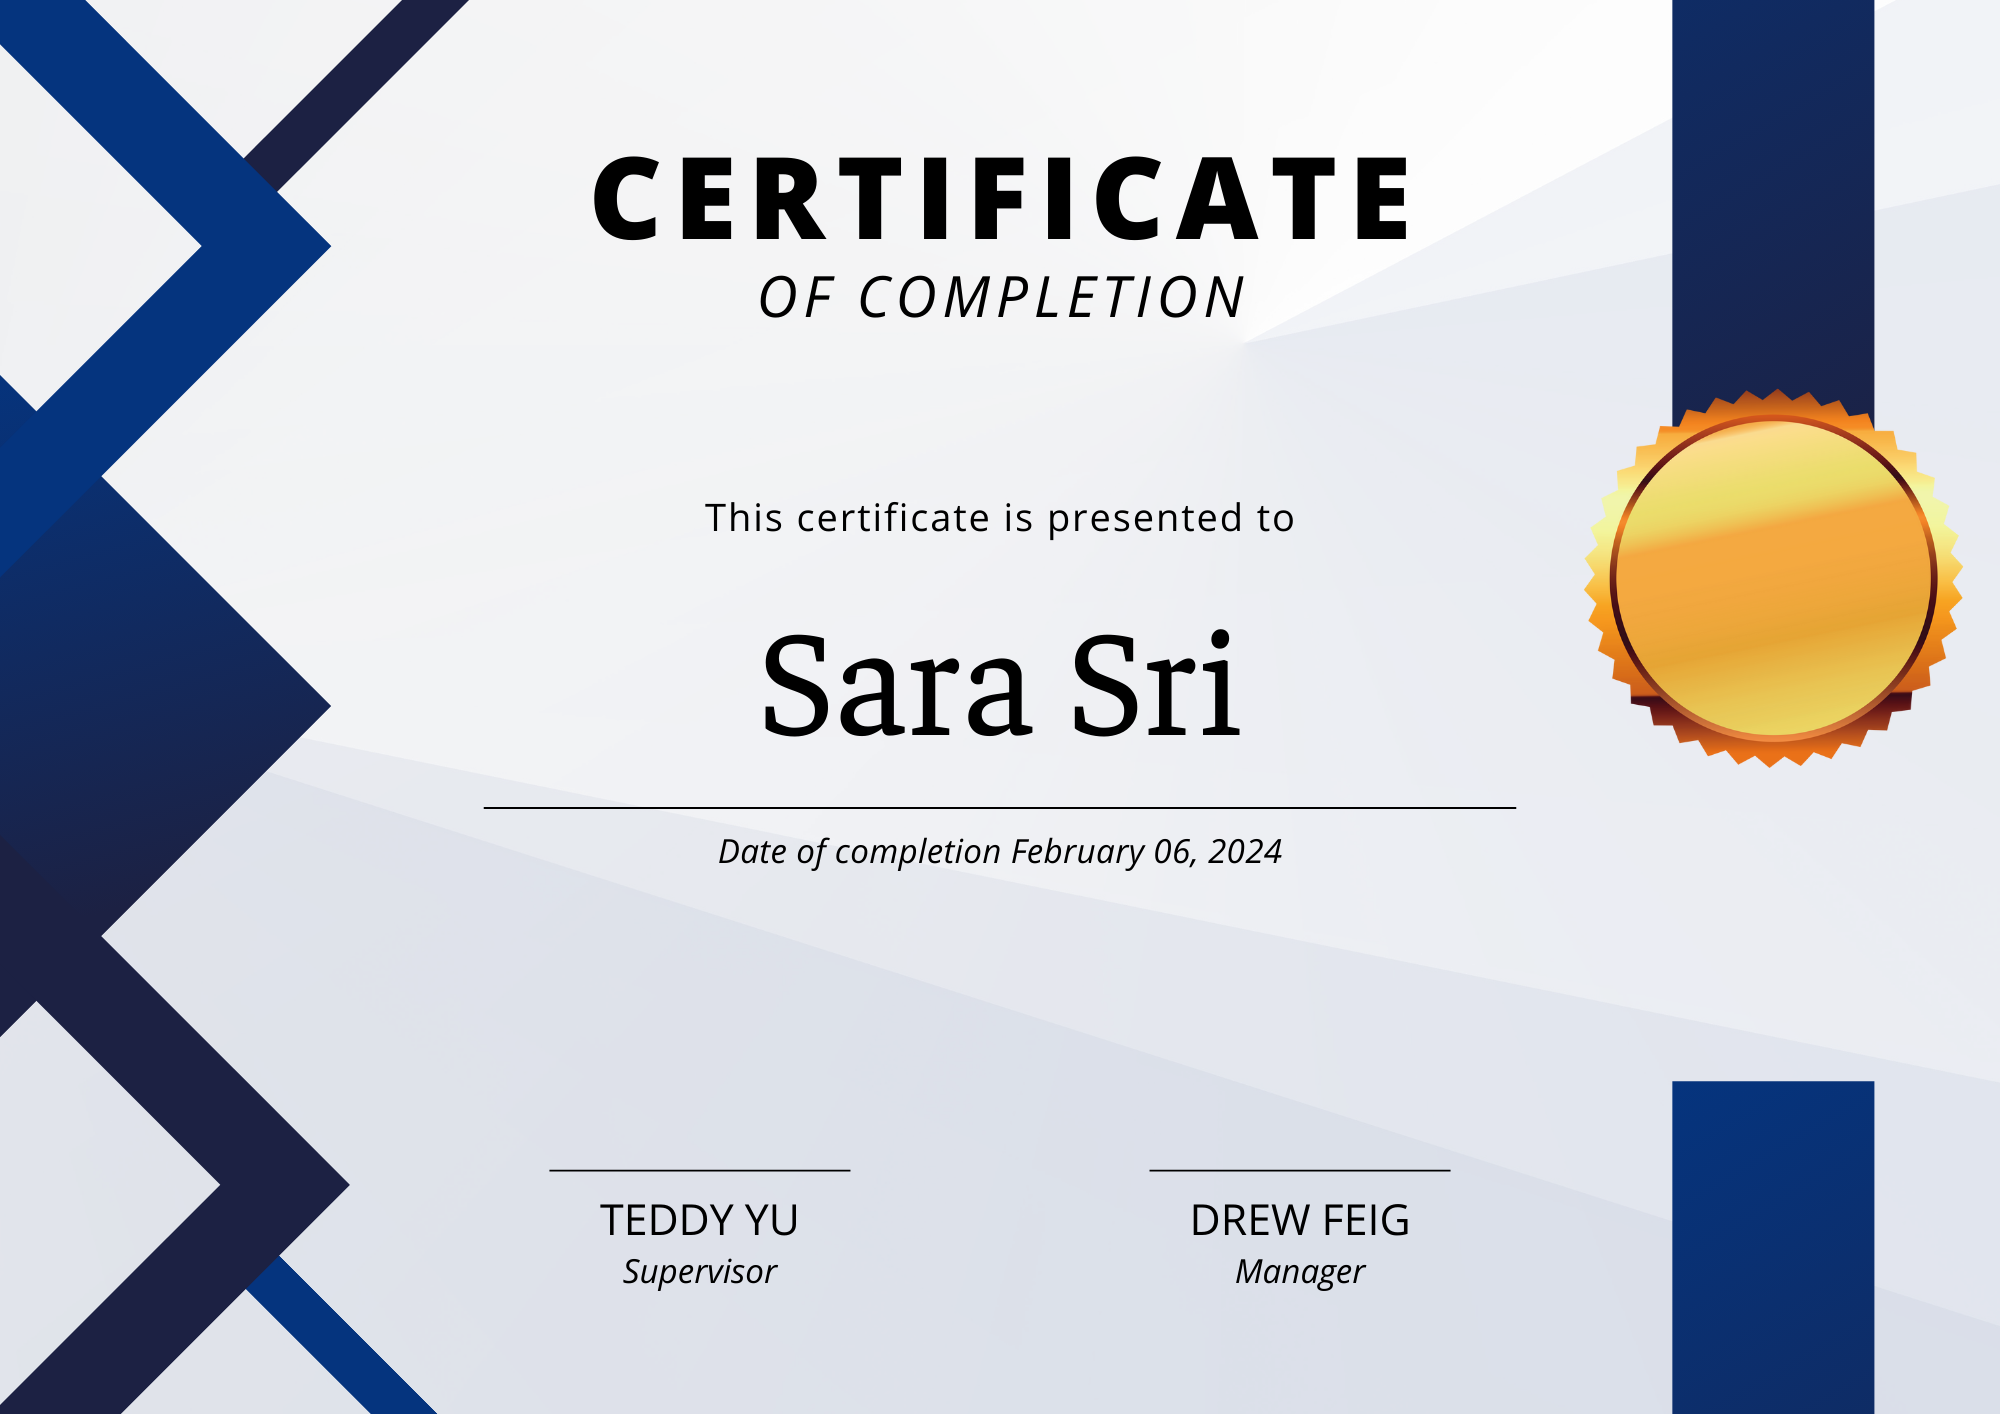 CERTIFICATE
OF COMPLETION
This certificate is presented to
Sara Sri
Date of completion February 06, 2024
TEDDY YU
Supervisor
DREW FEIG
Manager